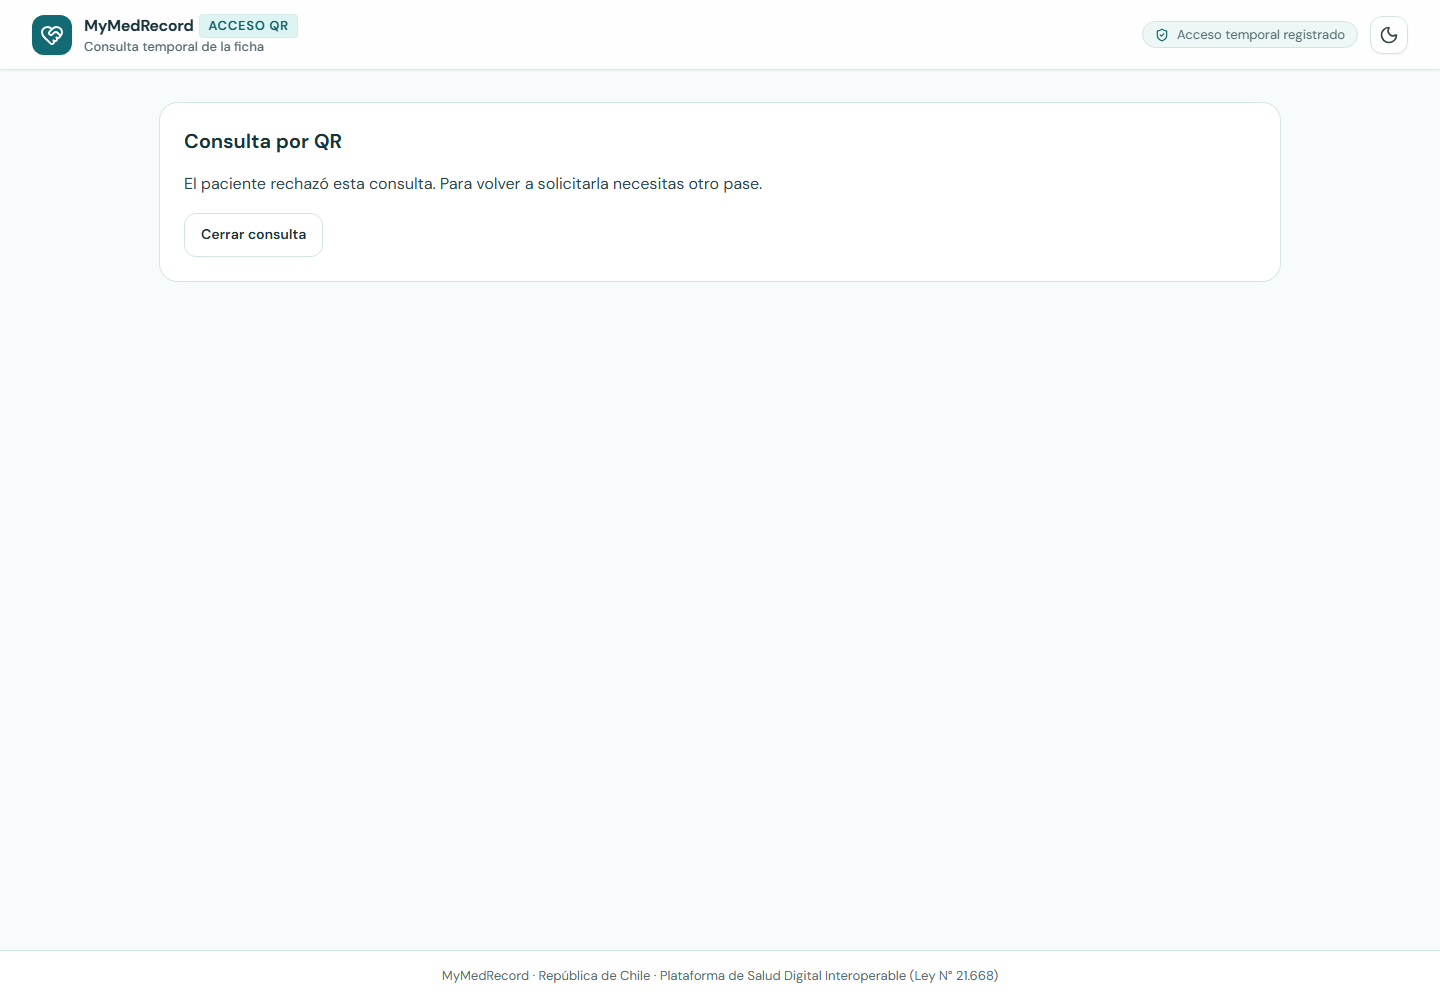 MyMedRecord ACCESO QR
Consulta temporal de la ficha
Acceso temporal registrado
Consulta por QR
El paciente rechazó esta consulta. Para volver a solicitarla necesitas otro pase.
Cerrar consulta
MyMedRecord · República de Chile · Plataforma de Salud Digital Interoperable (Ley N° 21.668)